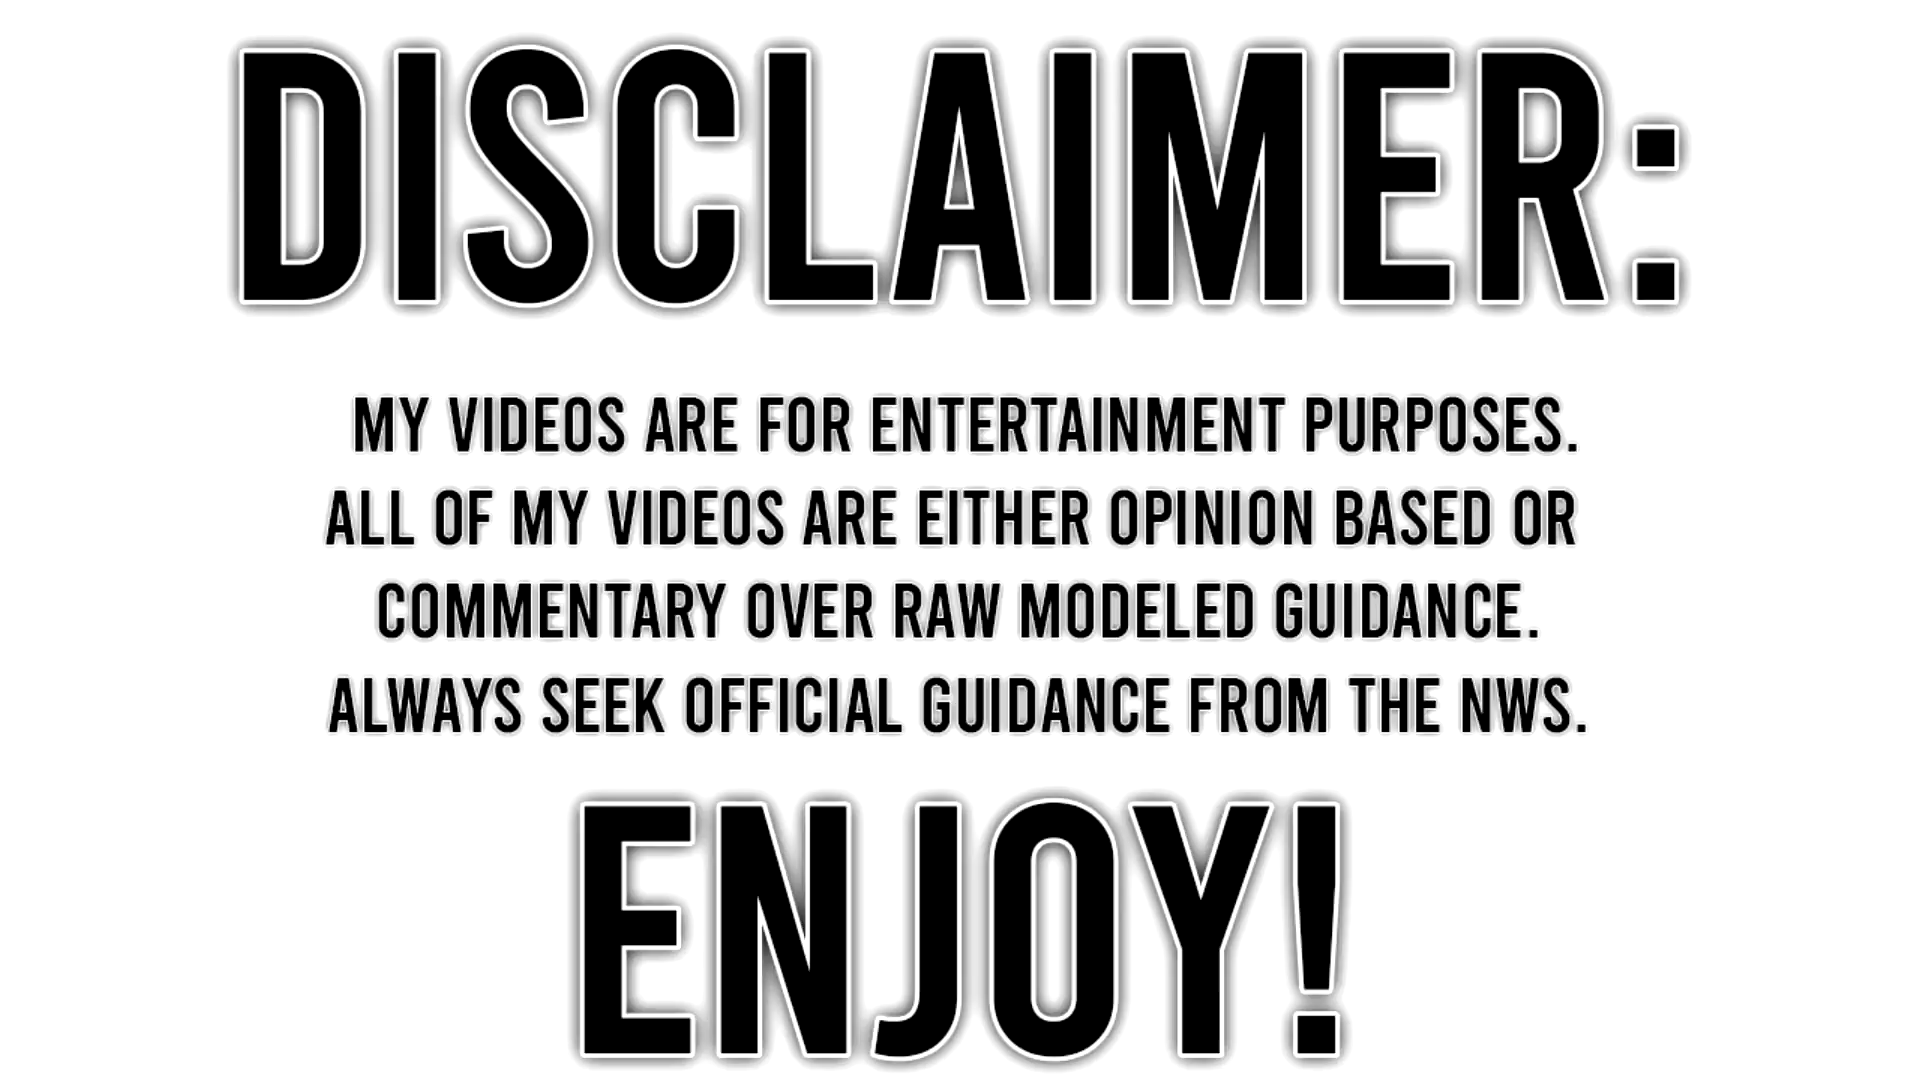 DISCLAIMER:
MY VIDEOS ARE FOR ENTERTAINMENT PURPOSES.
ALL OF MY VIDEOS ARE EITHER OPINION BASED OR
COMMENTARY OVER RAW MODELED GUIDANCE.
ALWAYS SEEK OFFICIAL GUIDANCE FROM THE NWS.
ENJOY!